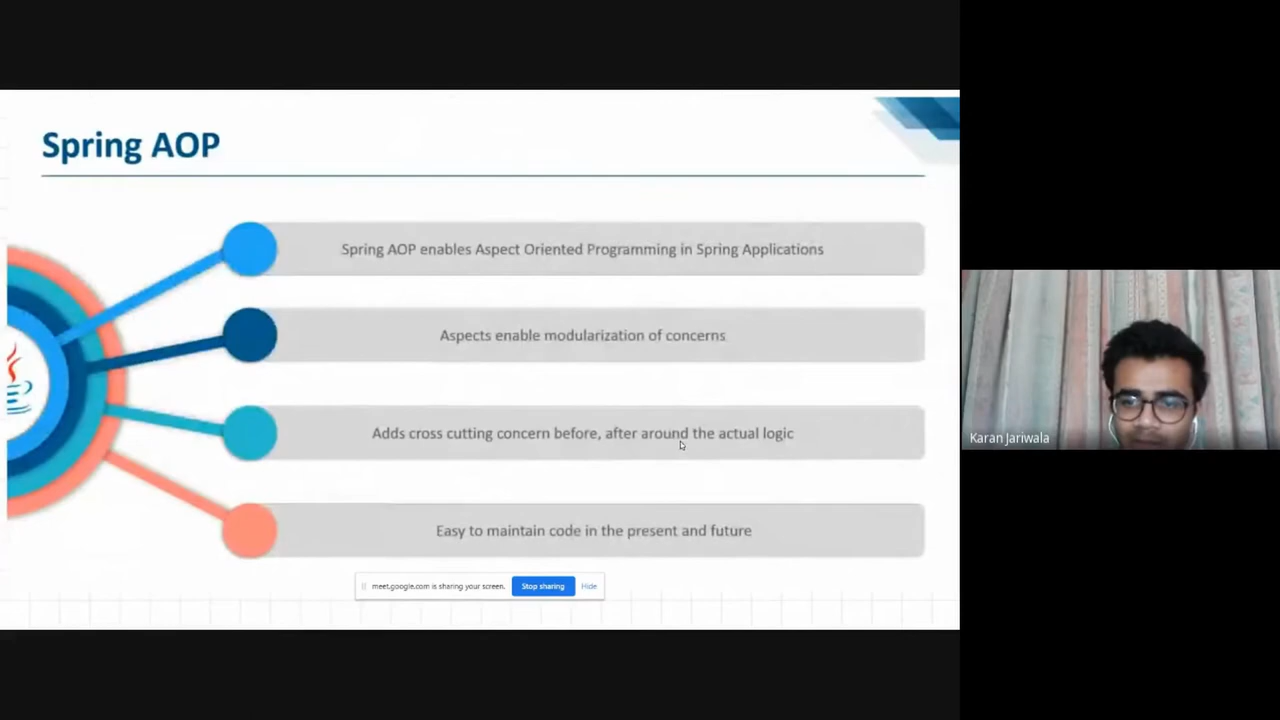 Spring AOP
Spring AOP enables Aspect Oriented Programming in Spring Applications
Aspects enable modularization of concerns
Adds cross cutting concern before, after around the actual logic
Easy to maintain code in the present and future
meet.google.com is sharing your screen. Stop sharing Hide
Karan Jariwala